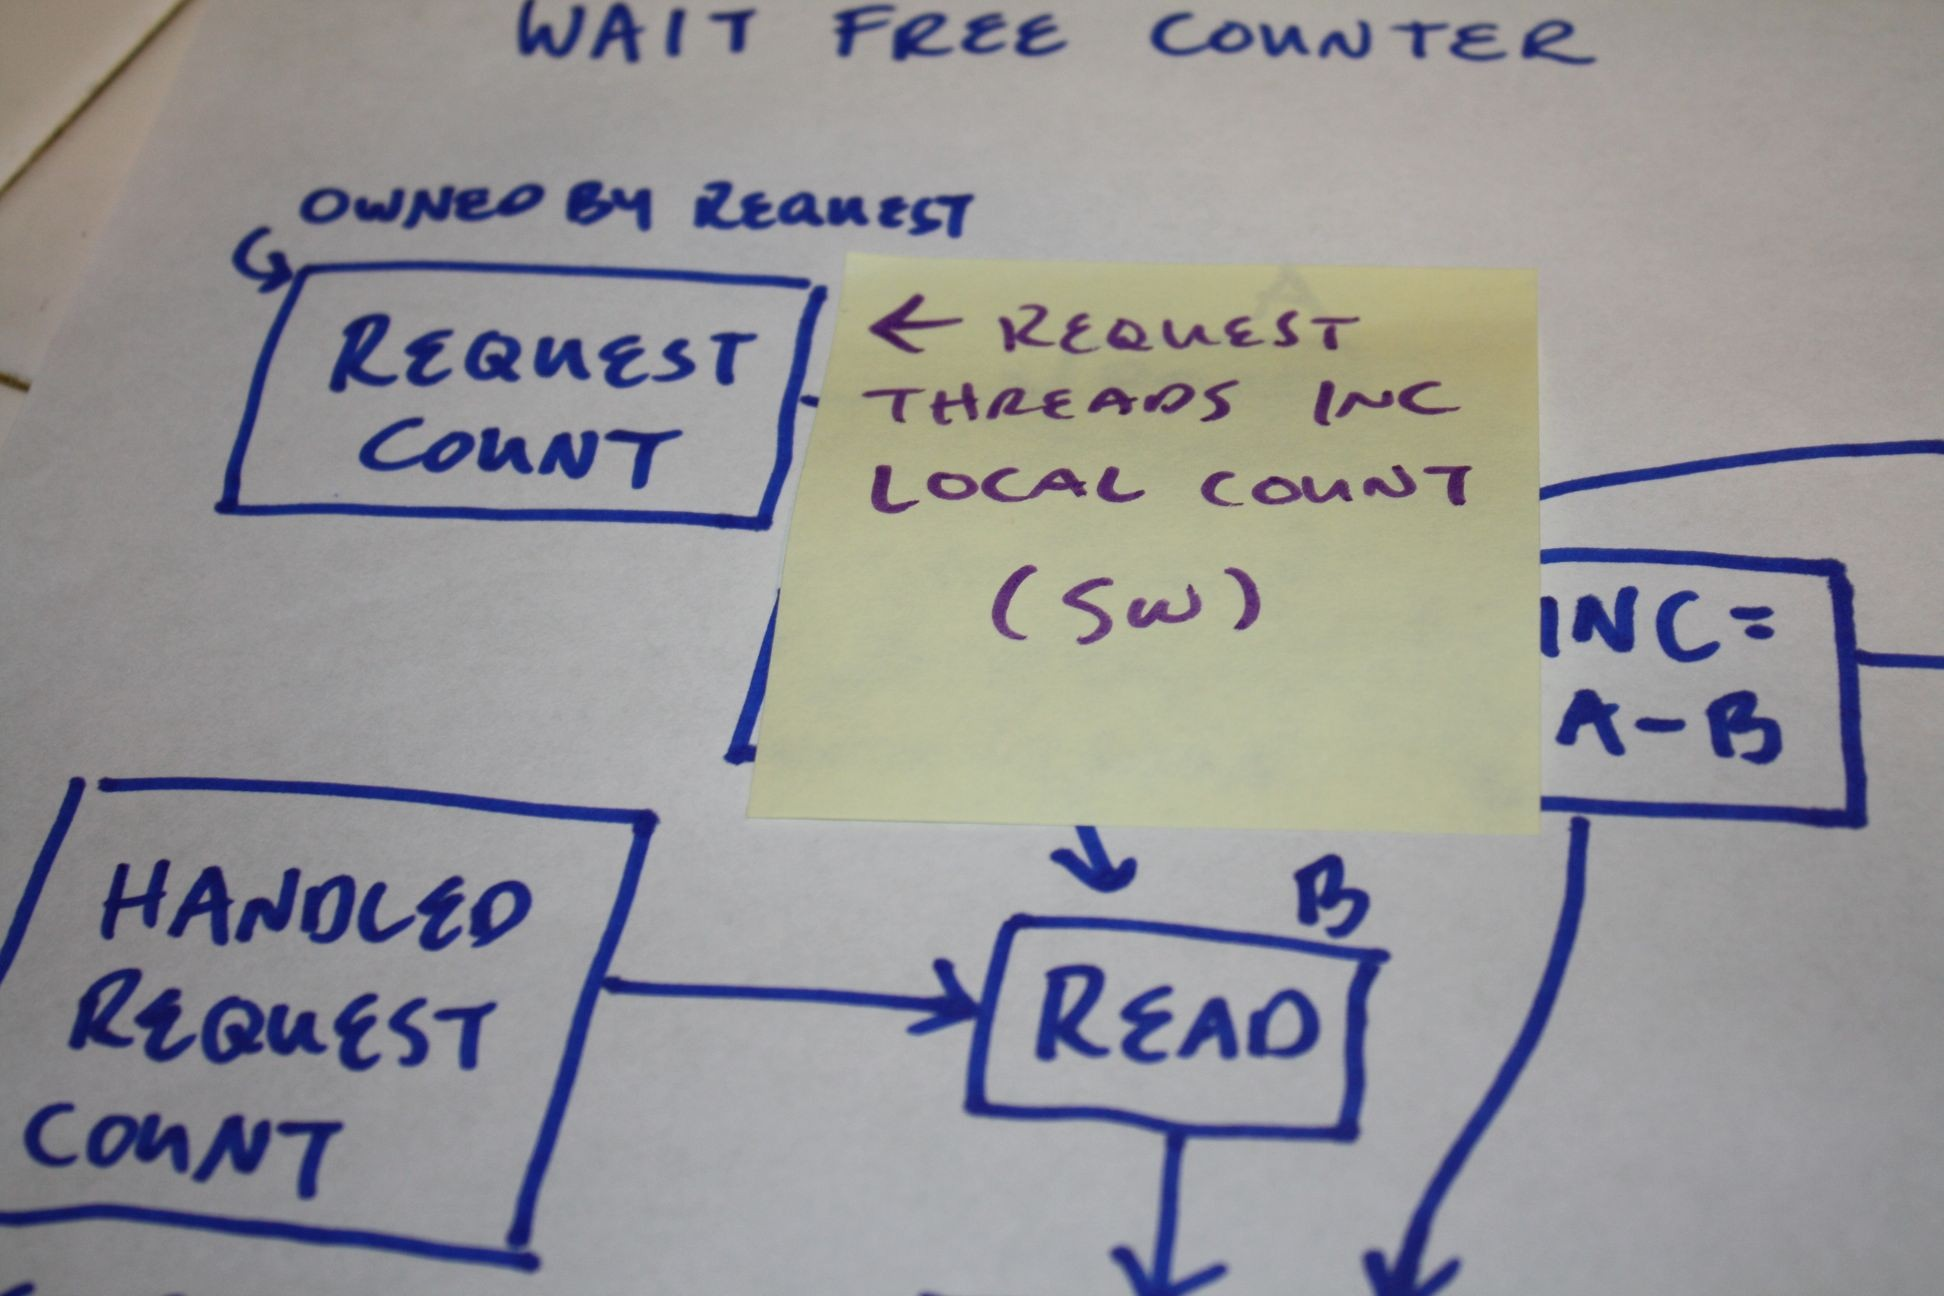 WAIT FREE COUNTER
OWNED BY REQUEST
REQUEST
COUNT
← REQUEST
THREADS INC
LOCAL COUNT
(SW)
INC=
A-B
HANDLED
REQUEST
COUNT
B
READ